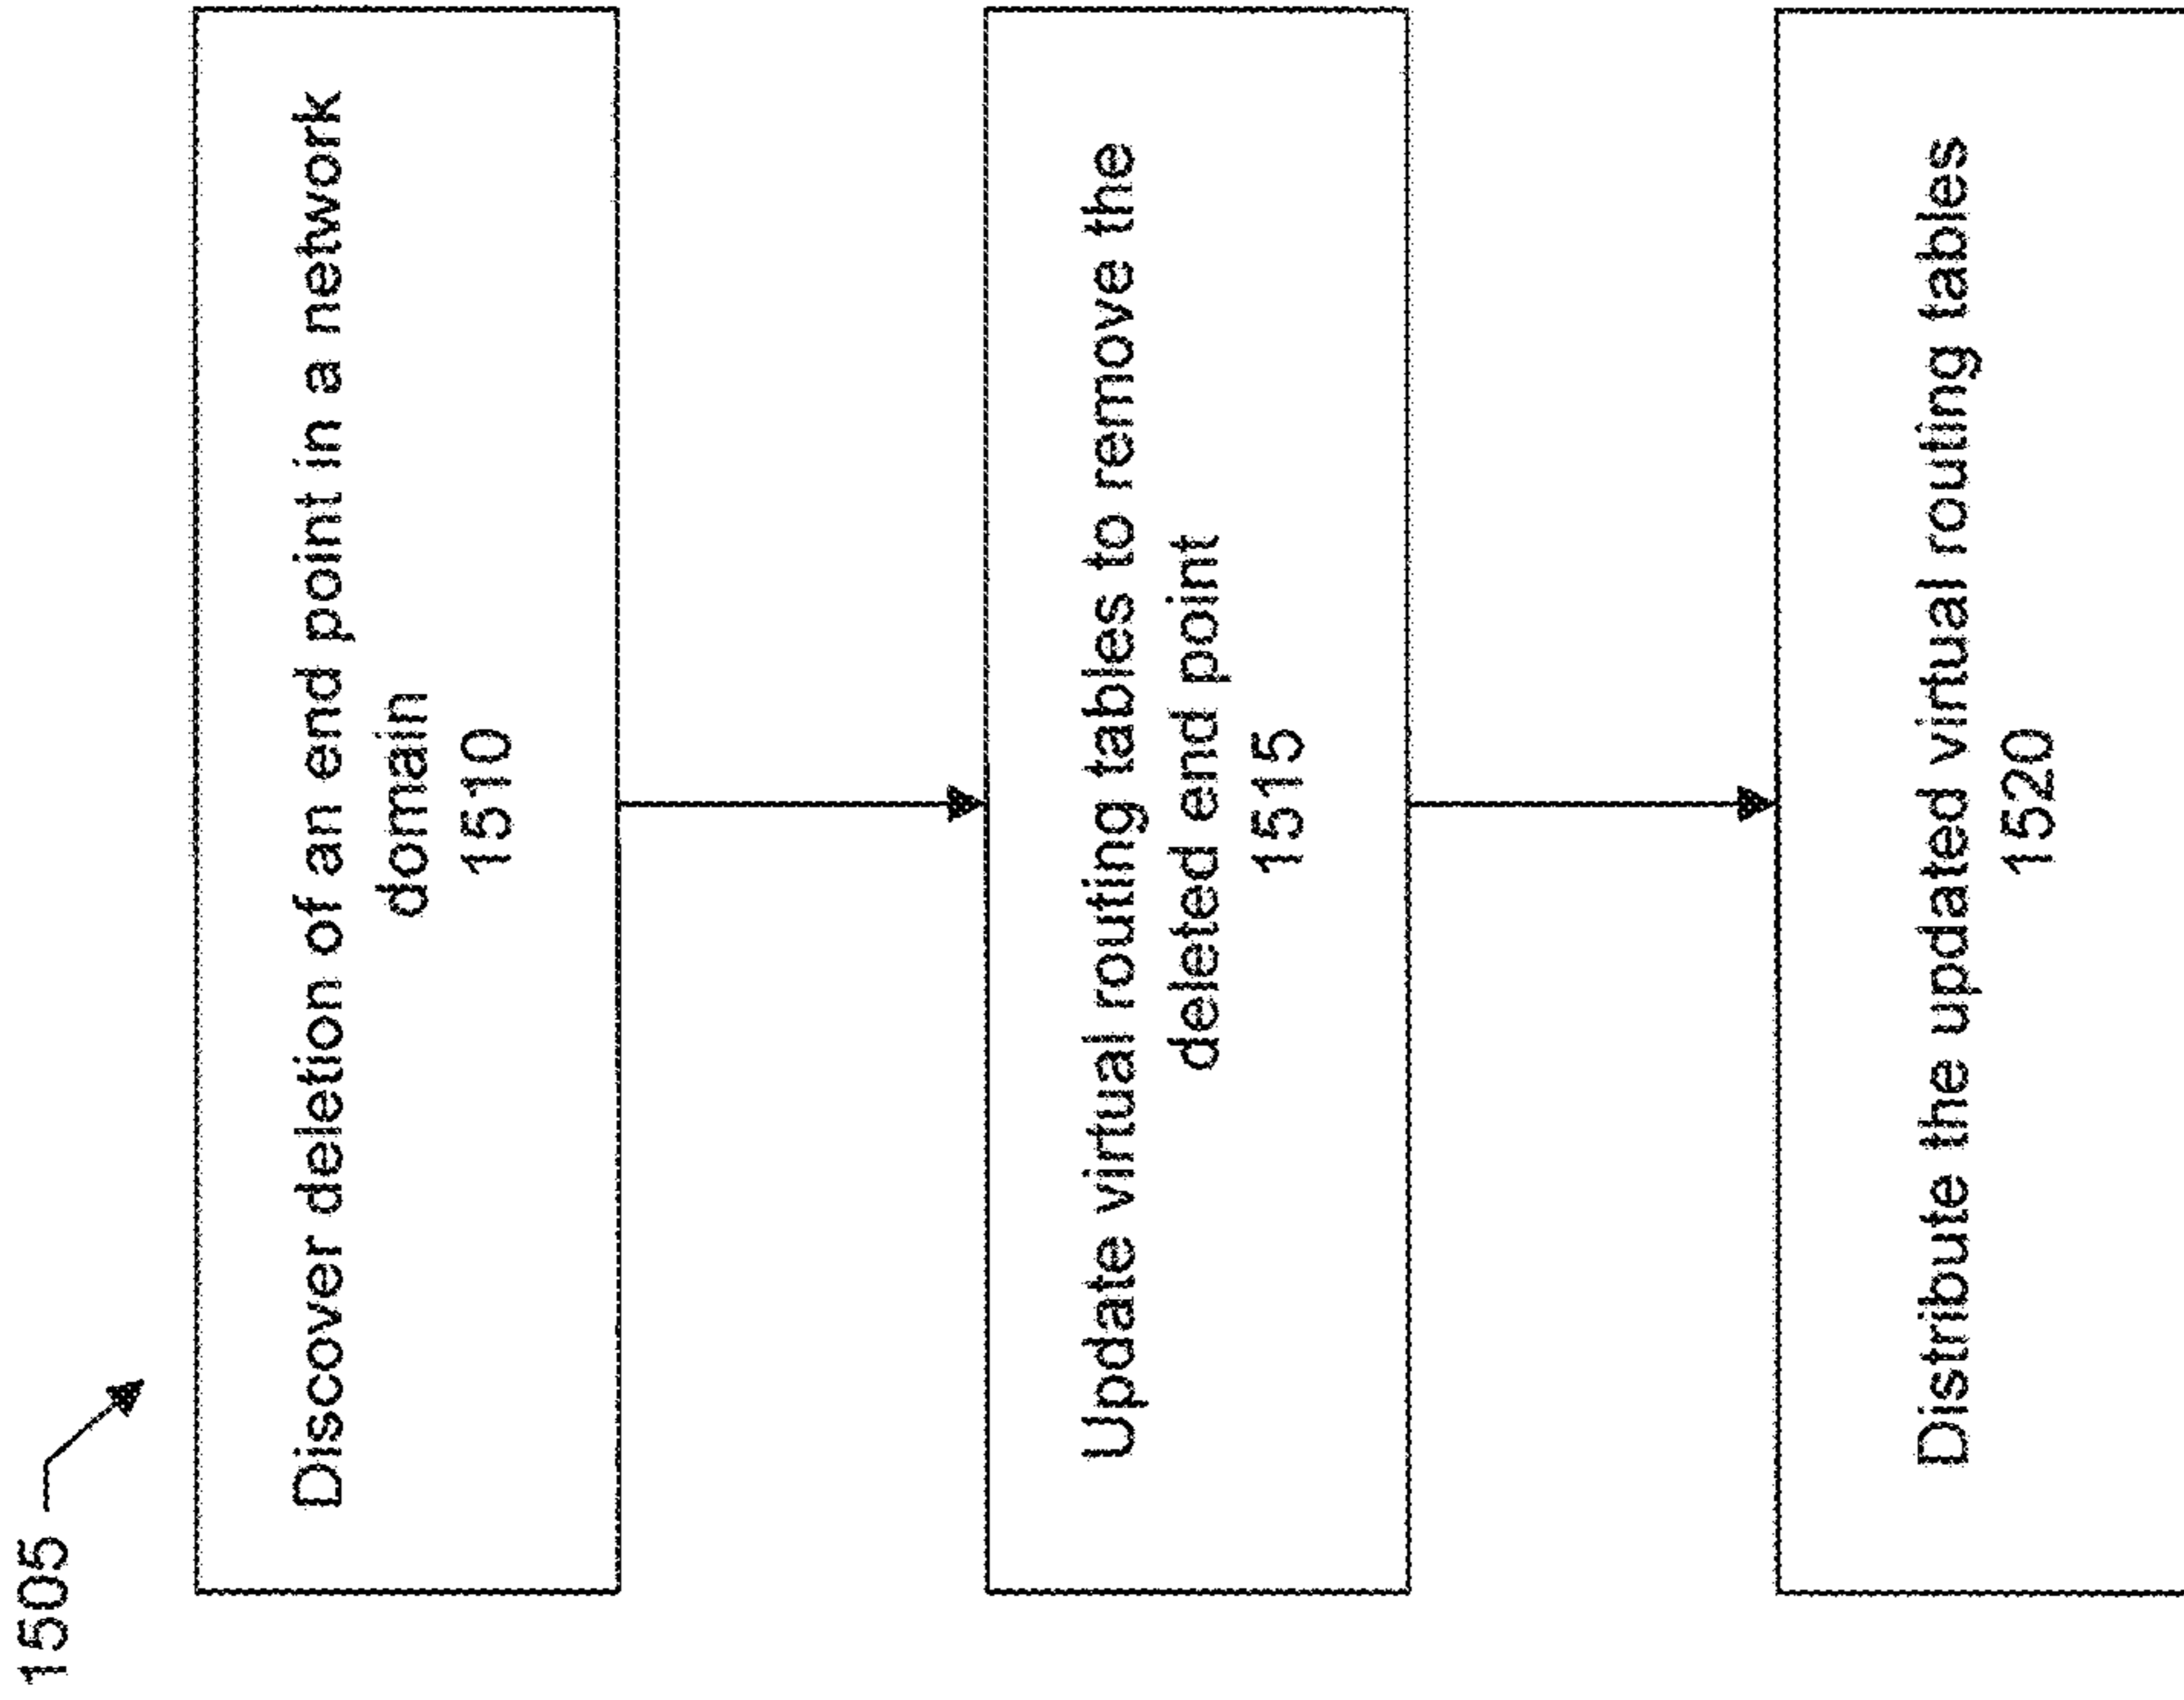 1505
Discover deletion of an end point in a network
domain
1510
Update virtual routing tables to remove the
deleted end point
1515
Distribute the updated virtual routing tables
1520